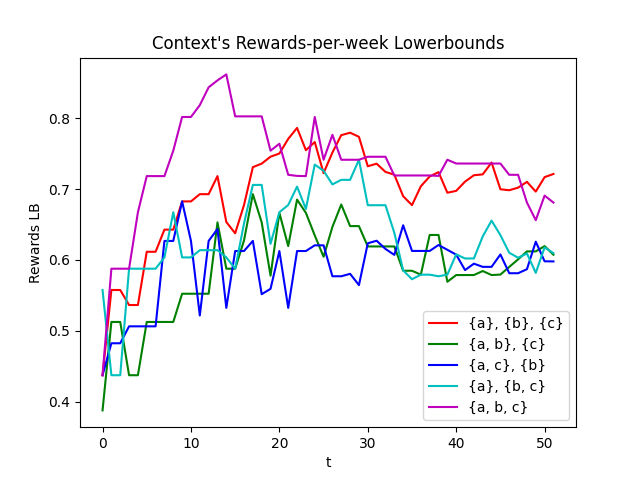 Context's Rewards-per-week Lowerbounds
Rewards LB
0.8
0.7
0.6
0.5
0.4
0 10 20 30 40 50
t
{a}, {b}, {c}
{a, b}, {c}
{a, c}, {b}
{a}, {b, c}
{a, b, c}